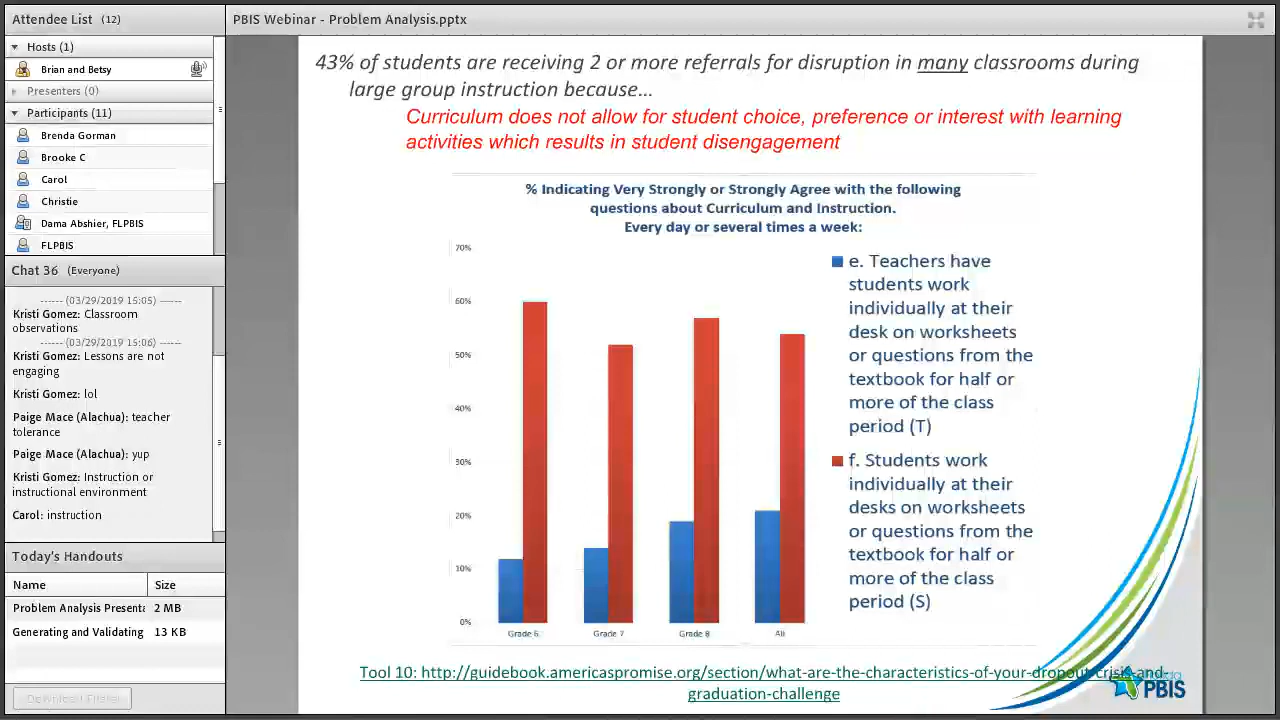 Attendee List (12)
Hosts (1)
Brian and Betsy
Presenters (0)
Participants (11)
Brenda Gorman
Brooke C
Carol
Christie
Dama Abshier, FLPBIS
FLPBIS
Chat 36 (Everyone)
------ (03/29/2019 15:05) ------
Kristi Gomez: Classroom
observations
------ (03/29/2019 15:06) ------
Kristi Gomez: Lessons are not
engaging
Kristi Gomez: lol
Paige Mace (Alachua): teacher
tolerance
Paige Mace (Alachua): yup
Kristi Gomez: Instruction or
instructional environment
Carol: instruction
Today's Handouts
Name Size
Problem Analysis Presenta 2 MB
Generating and Validating 13 KB
PBIS Webinar - Problem Analysis.pptx
43% of students are receiving 2 or more referrals for disruption in many classrooms during
large group instruction because…
Curriculum does not allow for student choice, preference or interest with learning
activities which results in student disengagement
% Indicating Very Strongly or Strongly Agree with the following
questions about Curriculum and Instruction.
Every day or several times a week:
70%
60%
50%
40%
30%
20%
10%
0%
Grade 6 Grade 7 Grade 8 All
e. Teachers have
students work
individually at their
desk on worksheets
or questions from the
textbook for half or
more of the class
period (T)
f. Students work
individually at their
desks on worksheets
or questions from the
textbook for half or
more of the class
period (S)
Tool 10: http://guidebook.americaspromise.org/section/what-are-the-characteristics-of-your-dropout-crisis-and-
graduation-challenge
PBIS